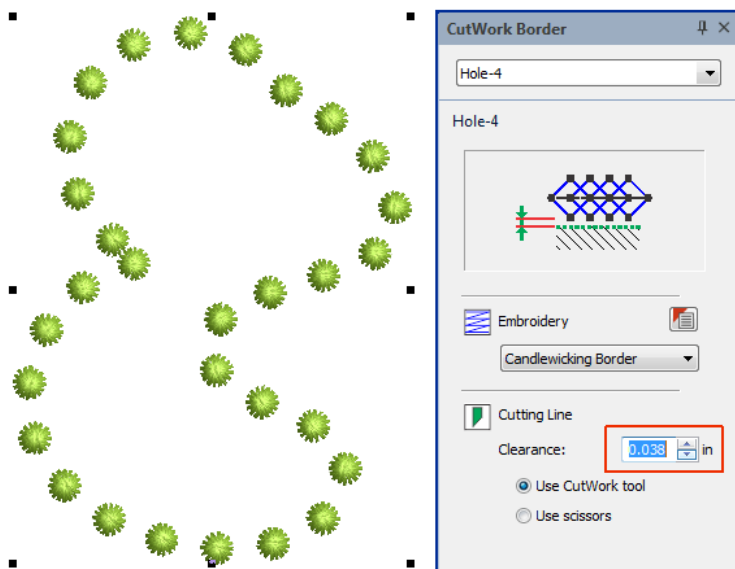 CutWork Border
Hole-4
Hole-4
Embroidery
Candlewicking Border
Cutting Line
Clearance: 0.038 in
Use CutWork tool
Use scissors